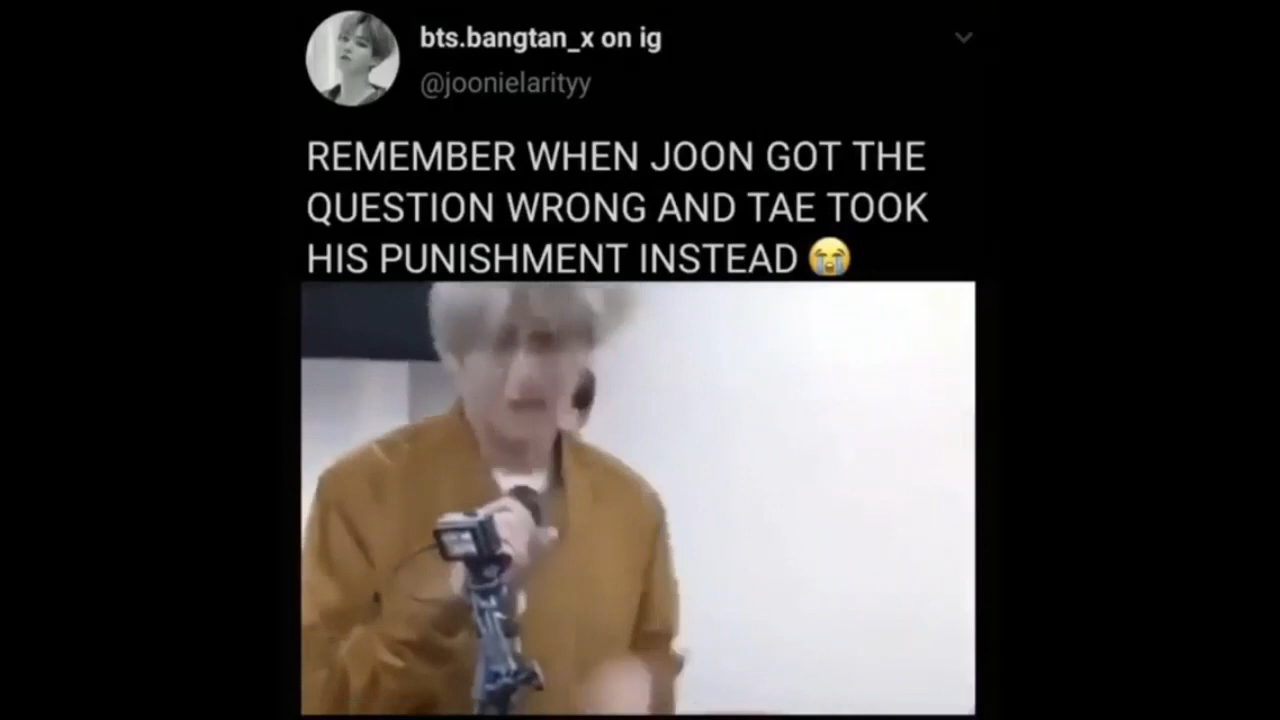 bts.bangtan_x on ig
@joonielarityy
REMEMBER WHEN JOON GOT THE
QUESTION WRONG AND TAE TOOK
HIS PUNISHMENT INSTEAD 😭